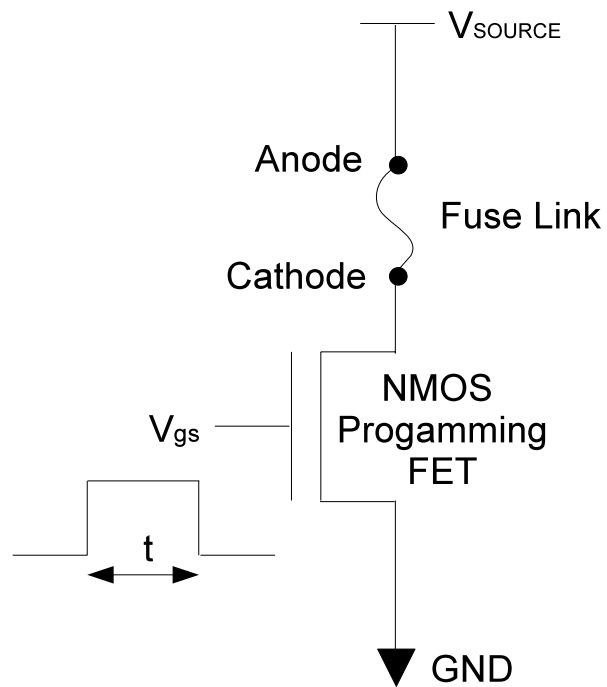 VSOURCE
Anode
Fuse Link
Cathode
NMOS
Progamming
FET
Vgs
t
GND